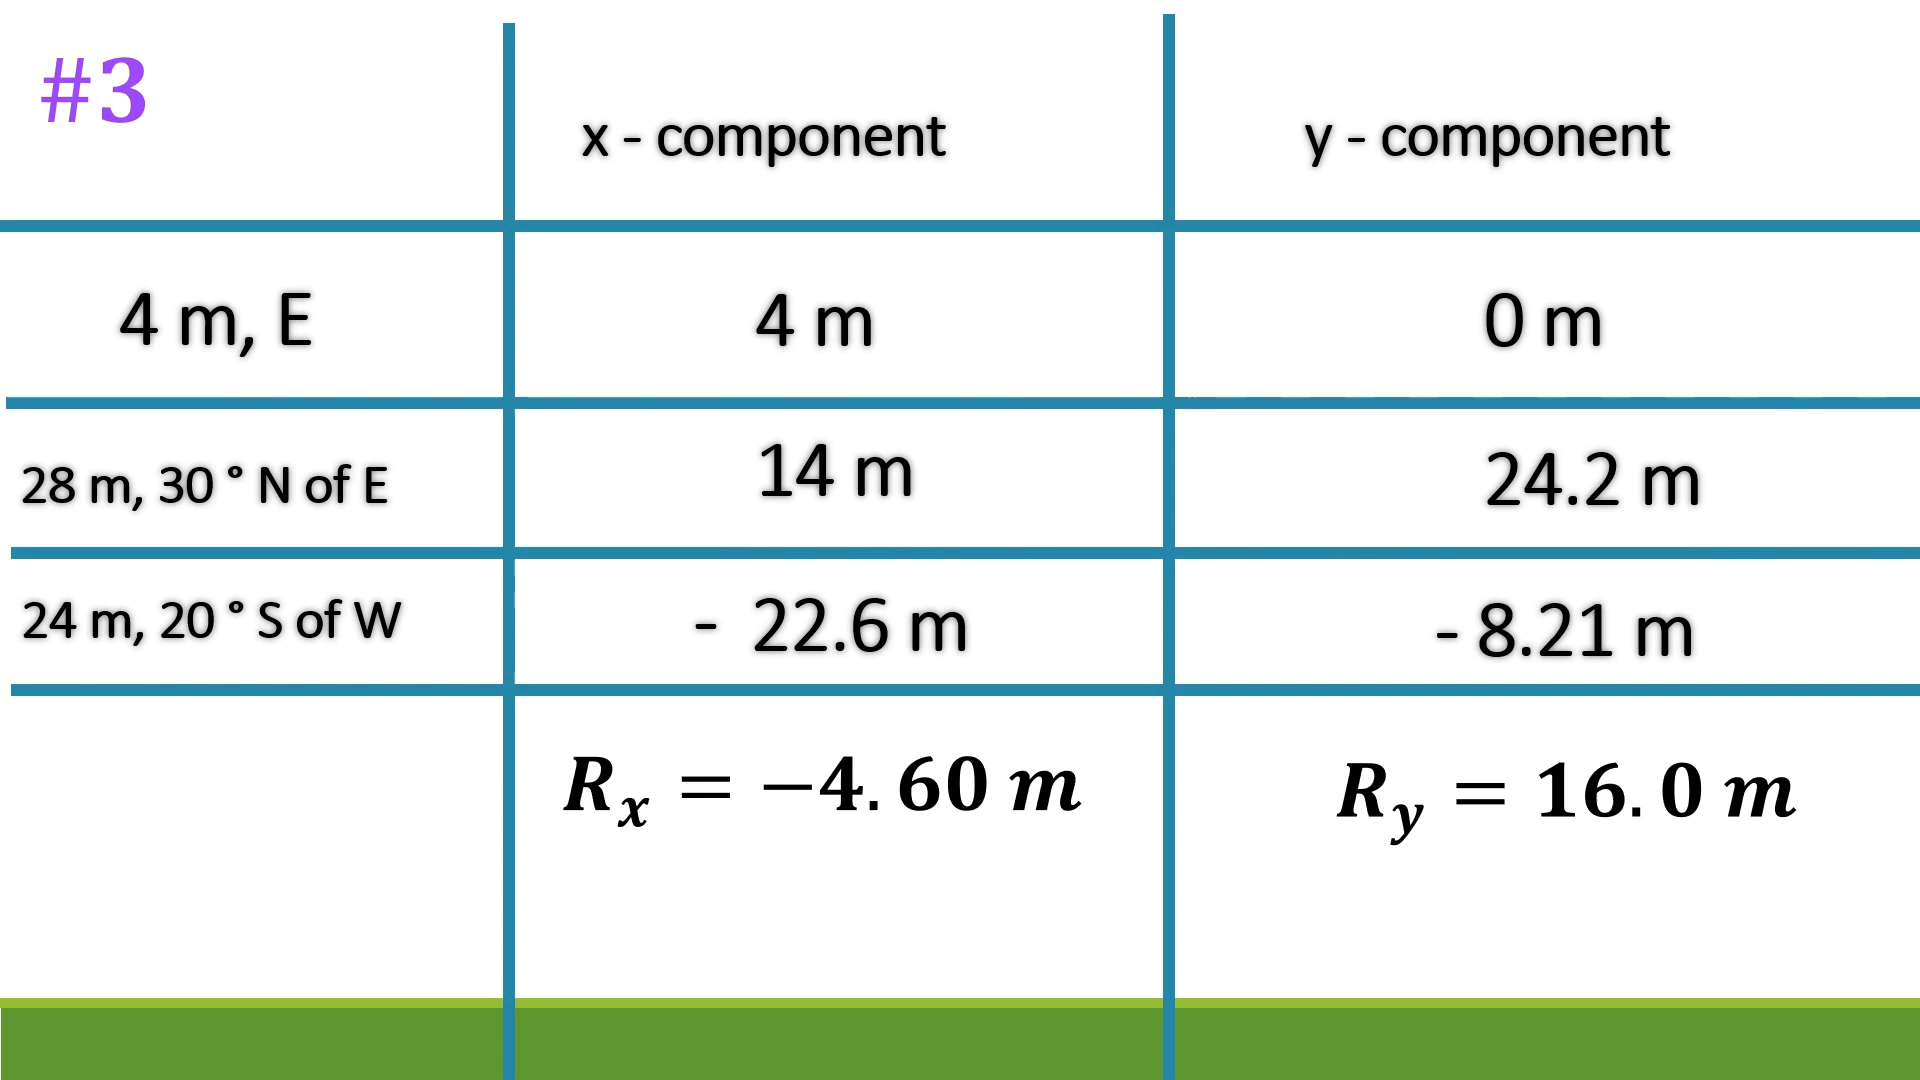 #3
x - component
y - component
4 m, E
4 m
0 m
28 m, 30 ° N of E
14 m
24.2 m
24 m, 20 ° S of W
- 22.6 m
- 8.21 m
Rₓ = −4.60 m
R_y = 16.0 m